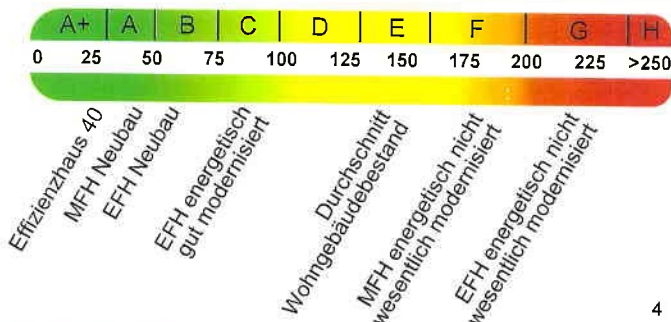 A+ A B C D E F G H
0 25 50 75 100 125 150 175 200 225 >250
Effizienzhaus 40
MFH Neubau
EFH Neubau
EFH energetisch
gut modernisiert
Durchschnitt
Wohngebäudebestand
MFH energetisch nicht
wesentlich modernisiert
EFH energetisch nicht
wesentlich modernisiert
4